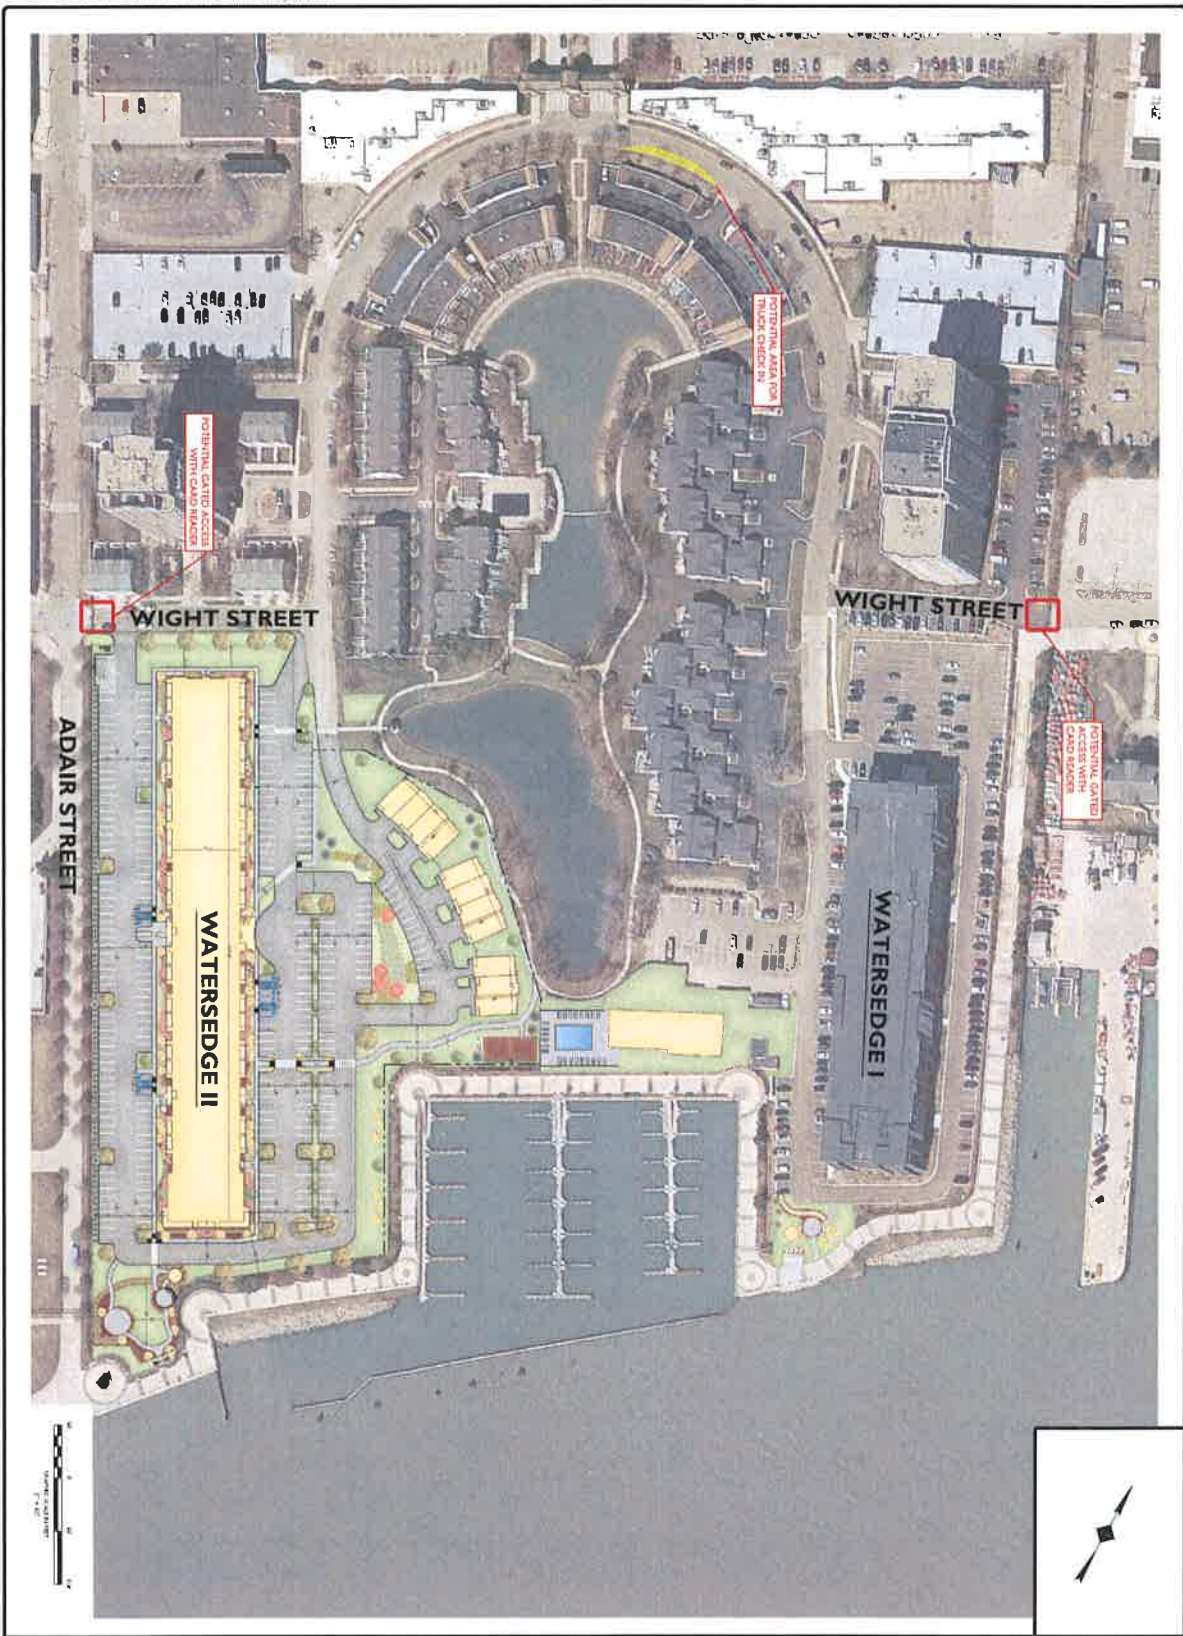 POTENTIAL AREA FOR
TRUCK CHECK IN
POTENTIAL GATED ACCESS
WITH CARD READER
WIGHT STREET
WIGHT STREET
POTENTIAL GATED
ACCESS WITH
CARD READER
ADAIR STREET
WATERSEDGE II
WATERSEDGE I